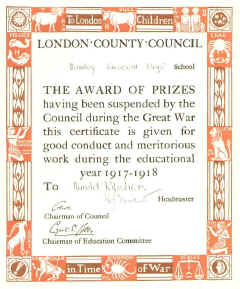 To London Children
LONDON·COUNTY·COUNCIL
School
THE AWARD OF PRIZES
having been suspended by the
Council during the Great War
this certificate is given for
good conduct and meritorious
work during the educational
year 1917-1918
To
Headmaster
Chairman of Council
Chairman of Education Committee
in Time of War